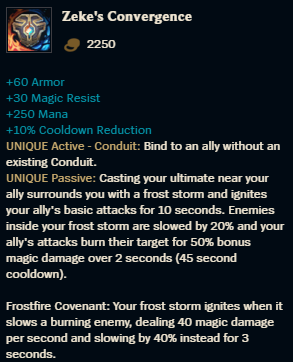 Zeke's Convergence
2250
+60 Armor
+30 Magic Resist
+250 Mana
+10% Cooldown Reduction
UNIQUE Active - Conduit: Bind to an ally without an
existing Conduit.
UNIQUE Passive: Casting your ultimate near your
ally surrounds you with a frost storm and ignites
your ally's basic attacks for 10 seconds. Enemies
inside your frost storm are slowed by 20% and your
ally's attacks burn their target for 50% bonus
magic damage over 2 seconds (45 second
cooldown).
Frostfire Covenant: Your frost storm ignites when it
slows a burning enemy, dealing 40 magic damage
per second and slowing by 40% instead for 3
seconds.